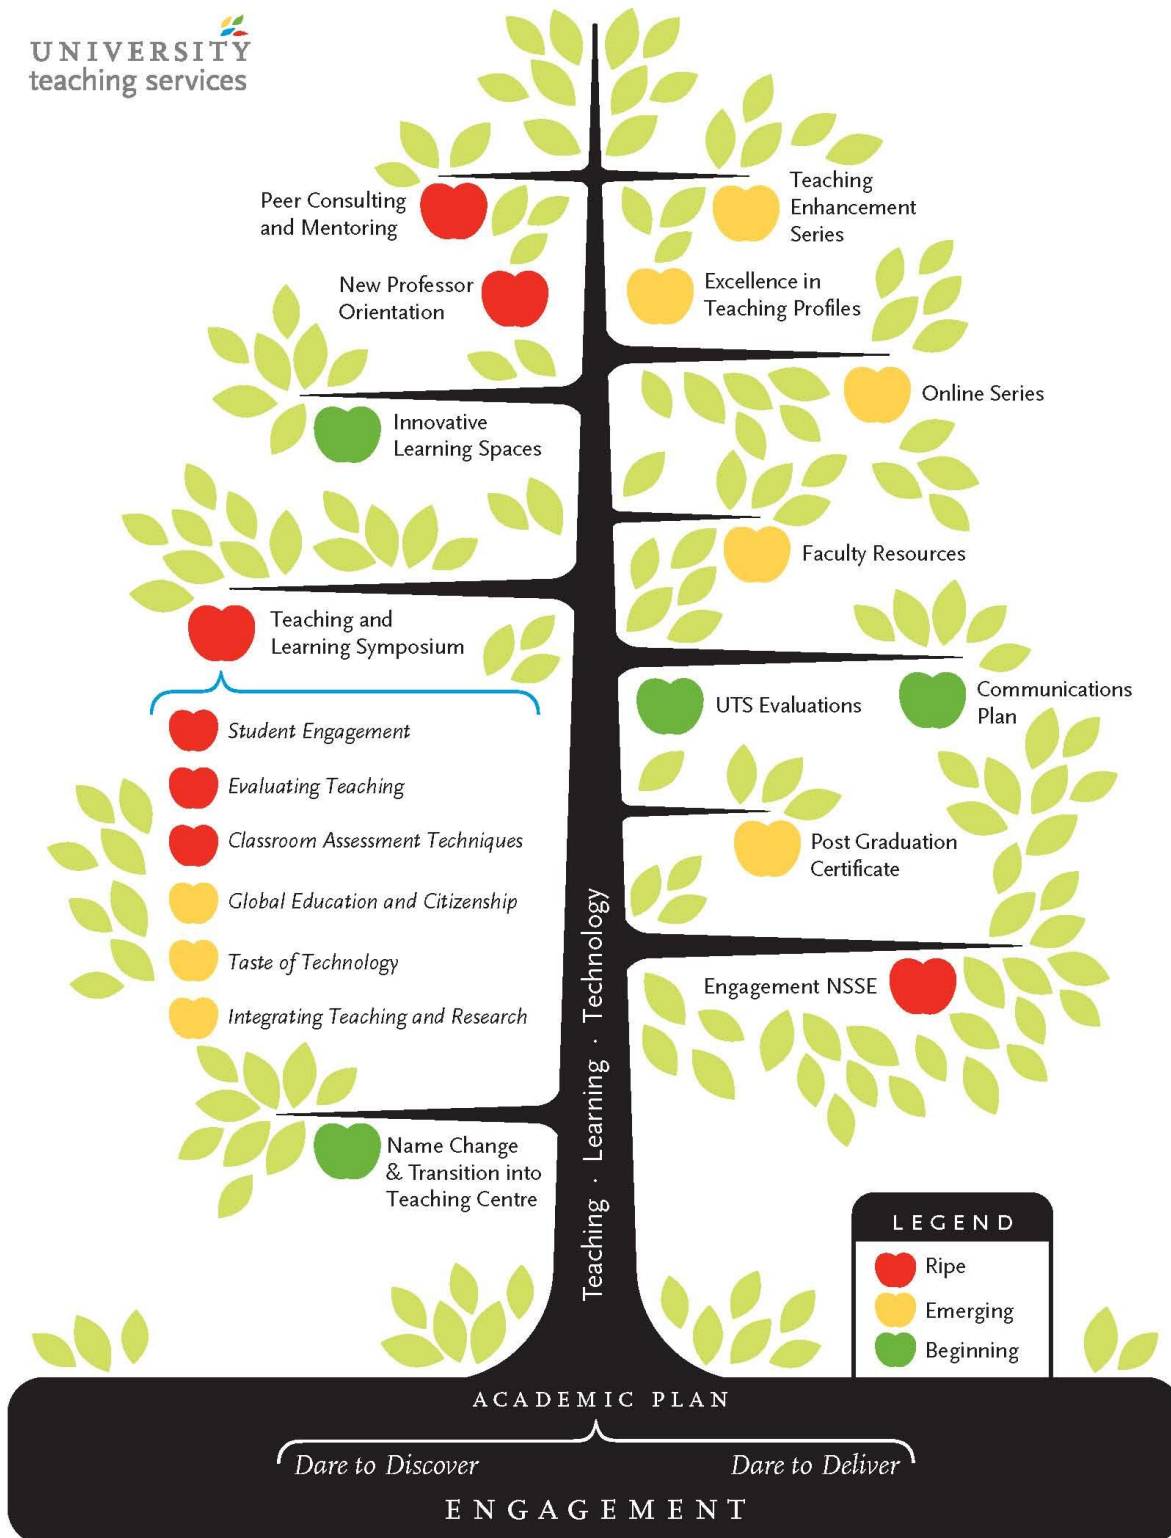 UNIVERSITY
teaching services
Peer Consulting
and Mentoring
Teaching
Enhancement
Series
New Professor
Orientation
Excellence in
Teaching Profiles
Online Series
Innovative
Learning Spaces
Faculty Resources
Teaching and
Learning Symposium
Student Engagement
Evaluating Teaching
Classroom Assessment Techniques
Global Education and Citizenship
Taste of Technology
Integrating Teaching and Research
UTS Evaluations
Communications
Plan
Post Graduation
Certificate
Engagement NSSE
Name Change
& Transition into
Teaching Centre
Teaching · Learning · Technology
LEGEND
Ripe
Emerging
Beginning
ACADEMIC PLAN
Dare to Discover
Dare to Deliver
ENGAGEMENT